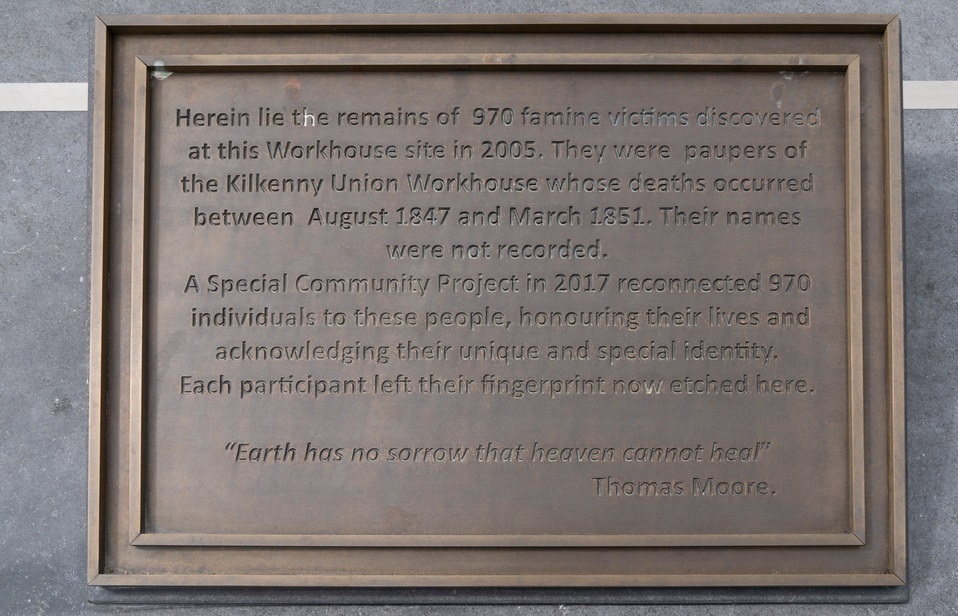 Herein lie the remains of 970 famine victims discovered
at this Workhouse site in 2005. They were paupers of
the Kilkenny Union Workhouse whose deaths occurred
between August 1847 and March 1851. Their names
were not recorded.
A Special Community Project in 2017 reconnected 970
individuals to these people, honouring their lives and
acknowledging their unique and special identity.
Each participant left their fingerprint now etched here.
“Earth has no sorrow that heaven cannot heal”
Thomas Moore.